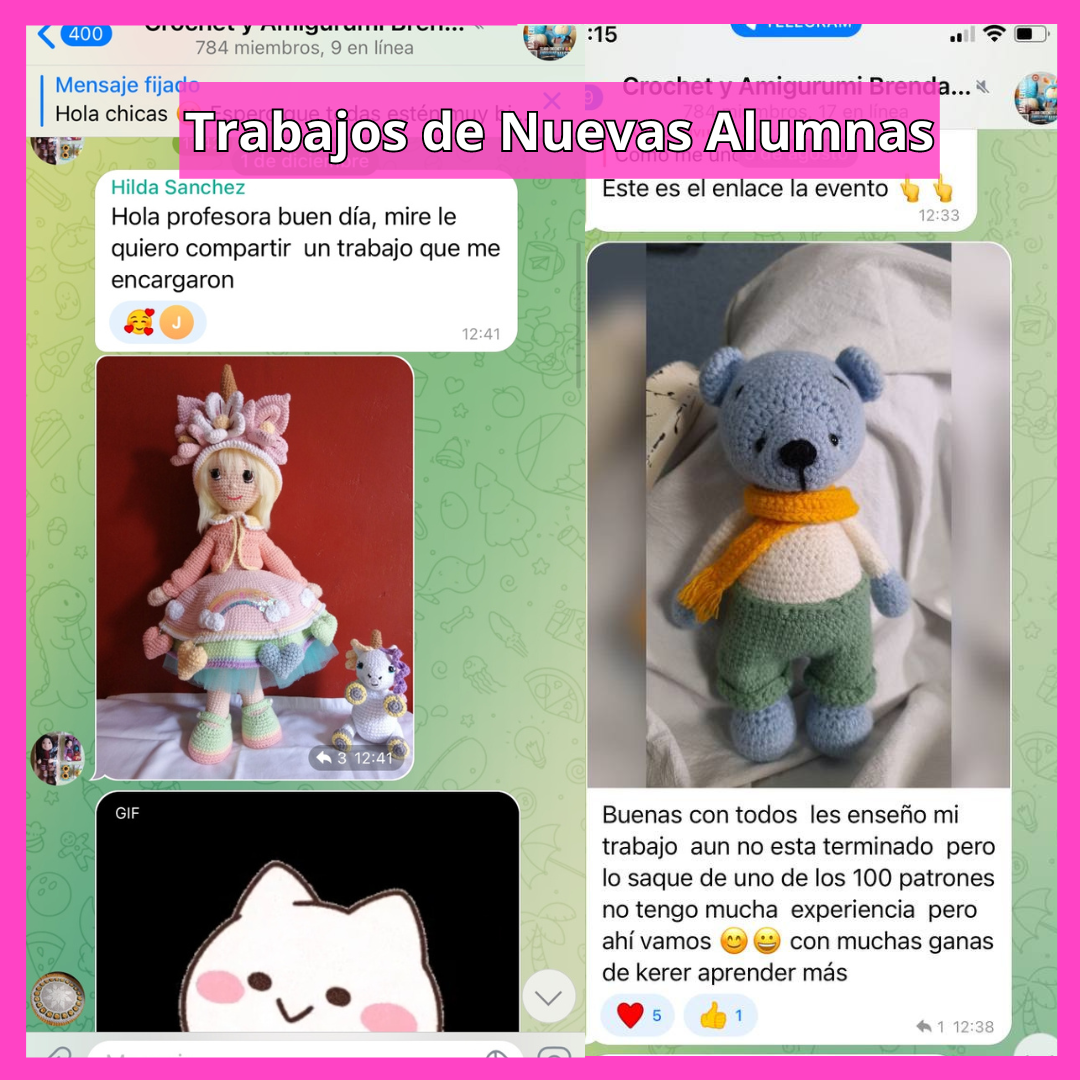 400
784 miembros, 9 en línea
Mensaje fijado
Hola chicas
Trabajos de Nuevas Alumnas
Hilda Sanchez
Hola profesora buen día, mire le
quiero compartir un trabajo que me
encargaron
J
12:41
3 12:41
GIF
:15
TELEGRAM
Crochet y Amigurumi Brenda...
784 miembros, 17 en línea
Este es el enlace la evento 👆 👆
12:33
Buenas con todos les enseño mi
trabajo aun no esta terminado pero
lo saque de uno de los 100 patrones
no tengo mucha experiencia pero
ahí vamos 😊😀 con muchas ganas
de kerer aprender más
❤️ 5 👍 1
1 12:38